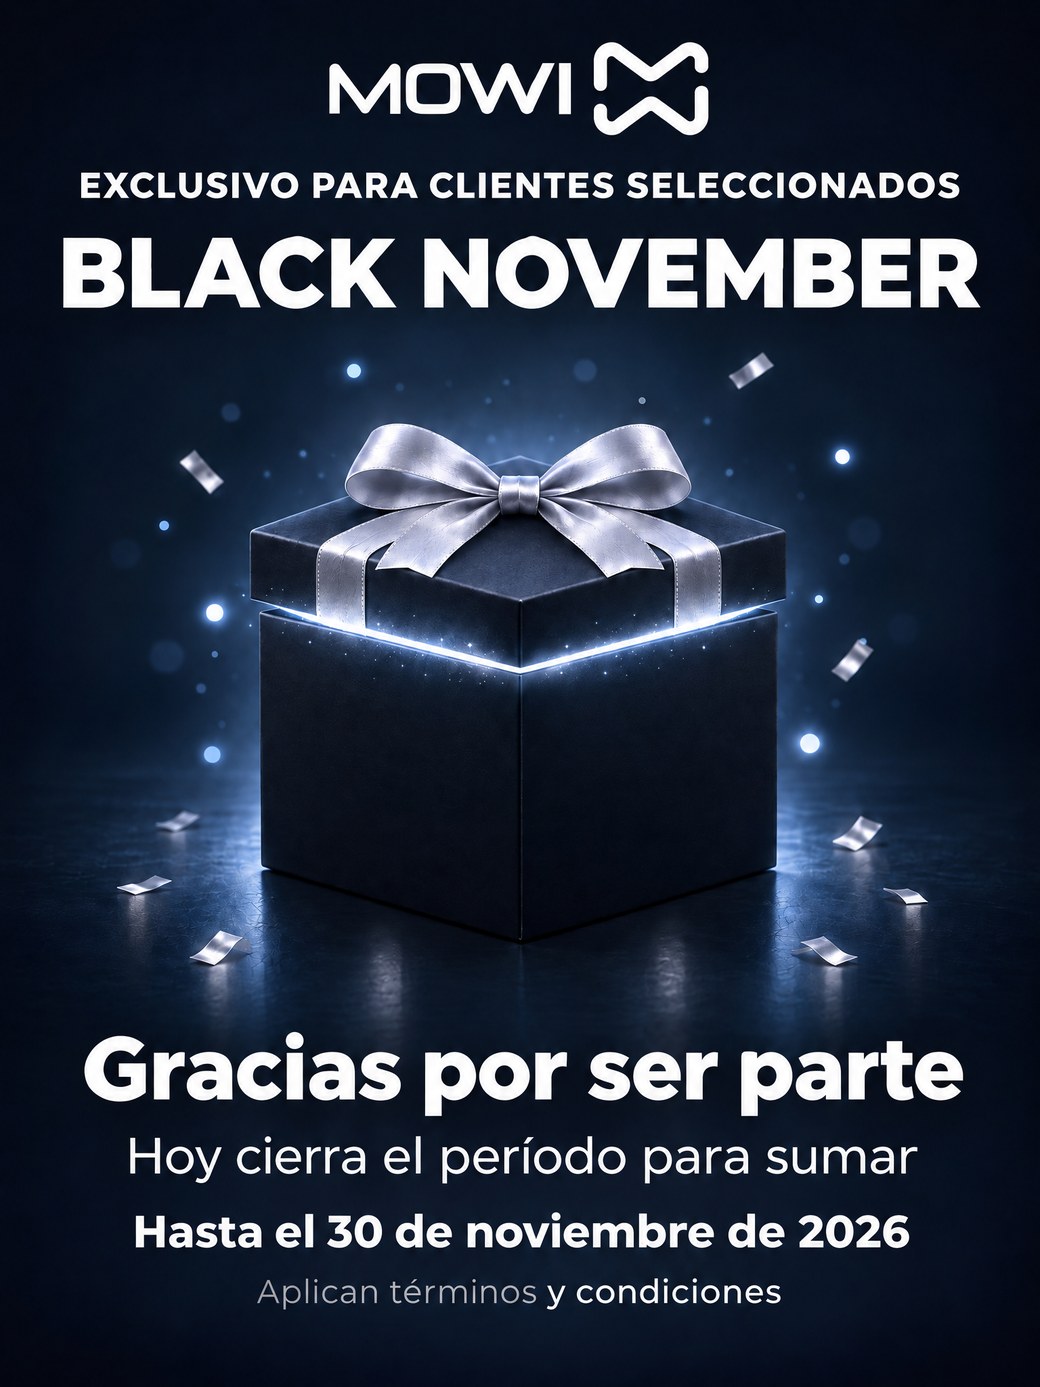 MOWI
EXCLUSIVO PARA CLIENTES SELECCIONADOS
BLACK NOVEMBER
Gracias por ser parte
Hoy cierra el período para sumar
Hasta el 30 de noviembre de 2026
Aplican términos y condiciones